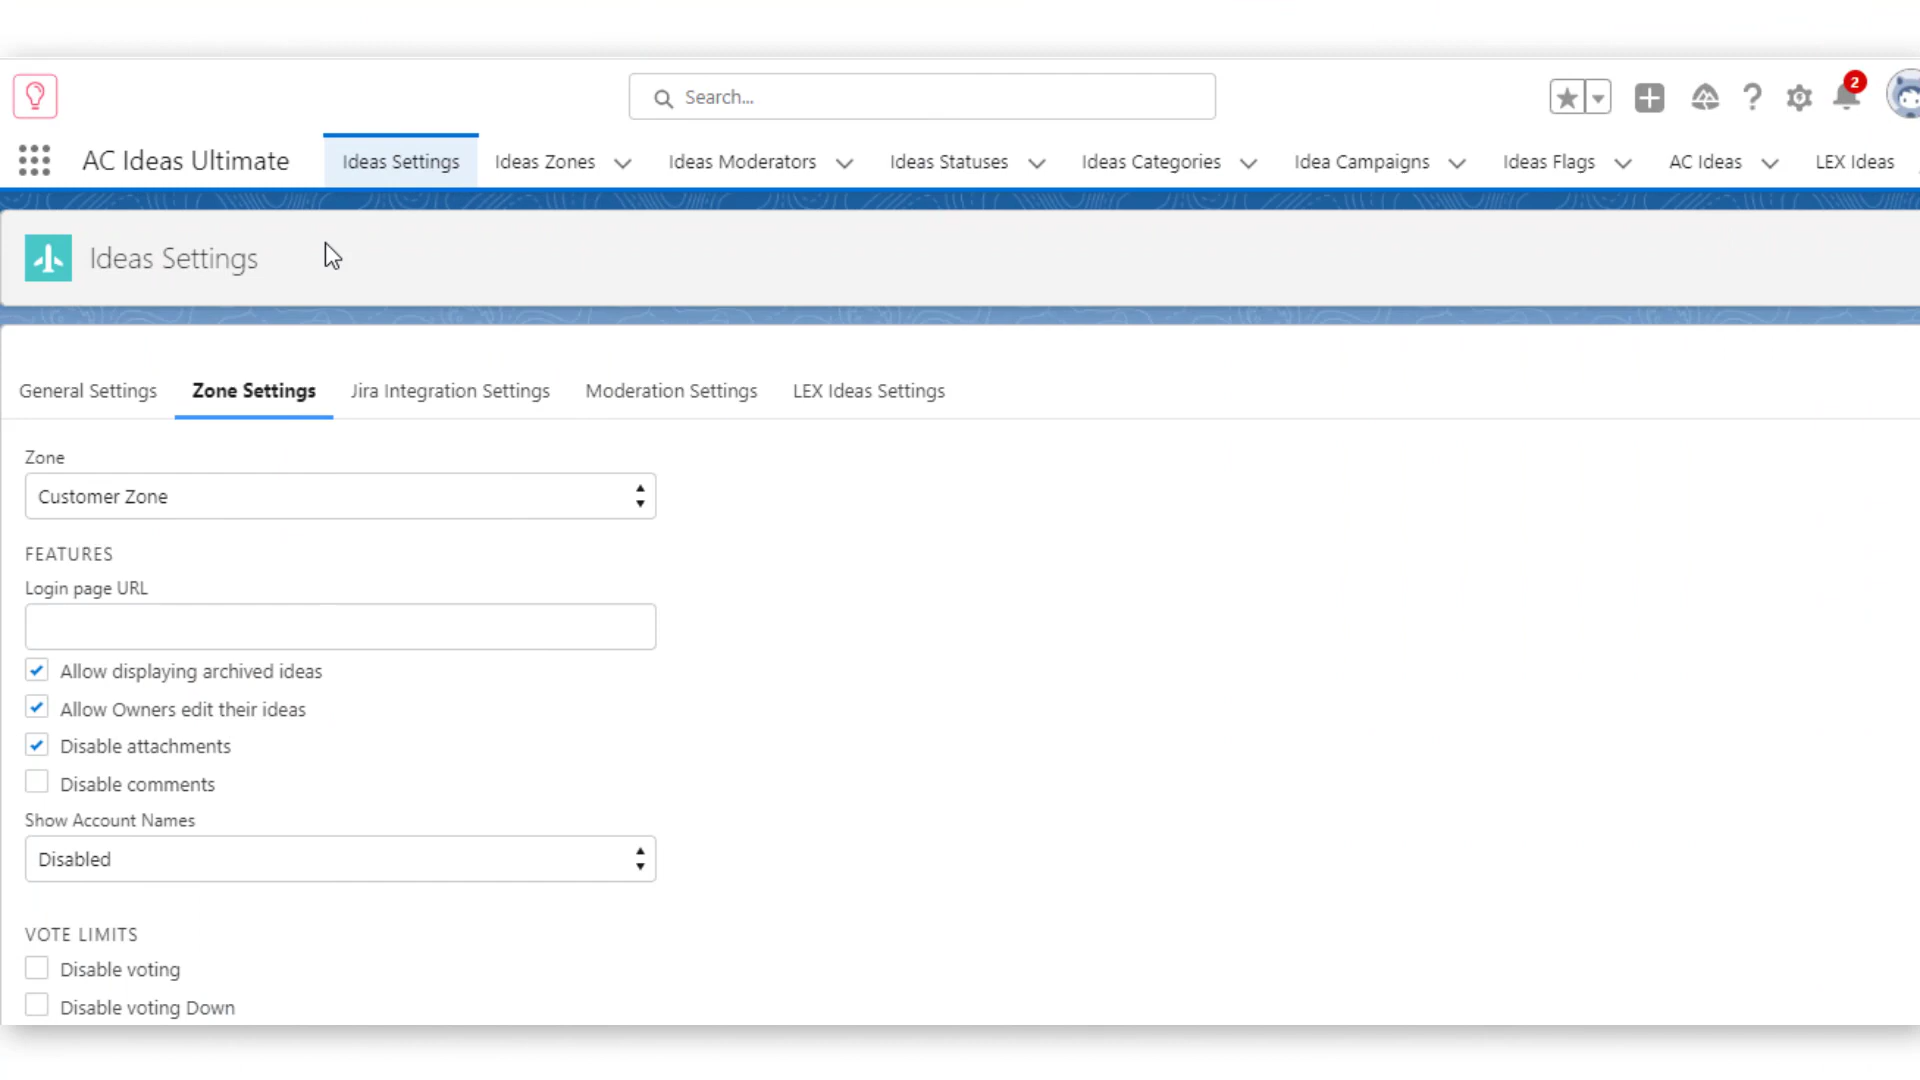 Search...
2
AC Ideas Ultimate
Ideas Settings
Ideas Zones
Ideas Moderators
Ideas Statuses
Ideas Categories
Idea Campaigns
Ideas Flags
AC Ideas
LEX Ideas
Ideas Settings
General Settings
Zone Settings
Jira Integration Settings
Moderation Settings
LEX Ideas Settings
Zone
Customer Zone
FEATURES
Login page URL
Allow displaying archived ideas
Allow Owners edit their ideas
Disable attachments
Disable comments
Show Account Names
Disabled
VOTE LIMITS
Disable voting
Disable voting Down